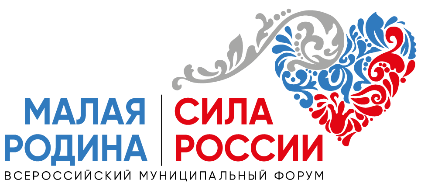 МАЛАЯ РОДИНА
СИЛА РОССИИ
ВСЕРОССИЙСКИЙ МУНИЦИПАЛЬНЫЙ ФОРУМ